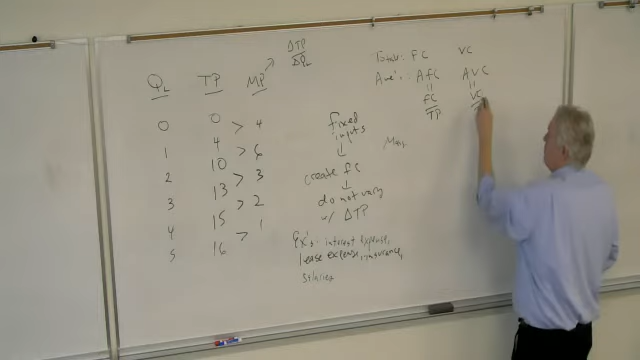 QL TP MP ΔTP
ΔQL
0 0 > 4
1 4 > 6
2 10 > 3
3 13 > 2
4 15 > 1
5 16
fixed
inputs
create FC
do not vary
w/ ΔTP
Ex's: interest expense,
lease expense, insurance,
salaries
Total: FC VC
Ave's: AFC AVC
= =
FC VC
TP